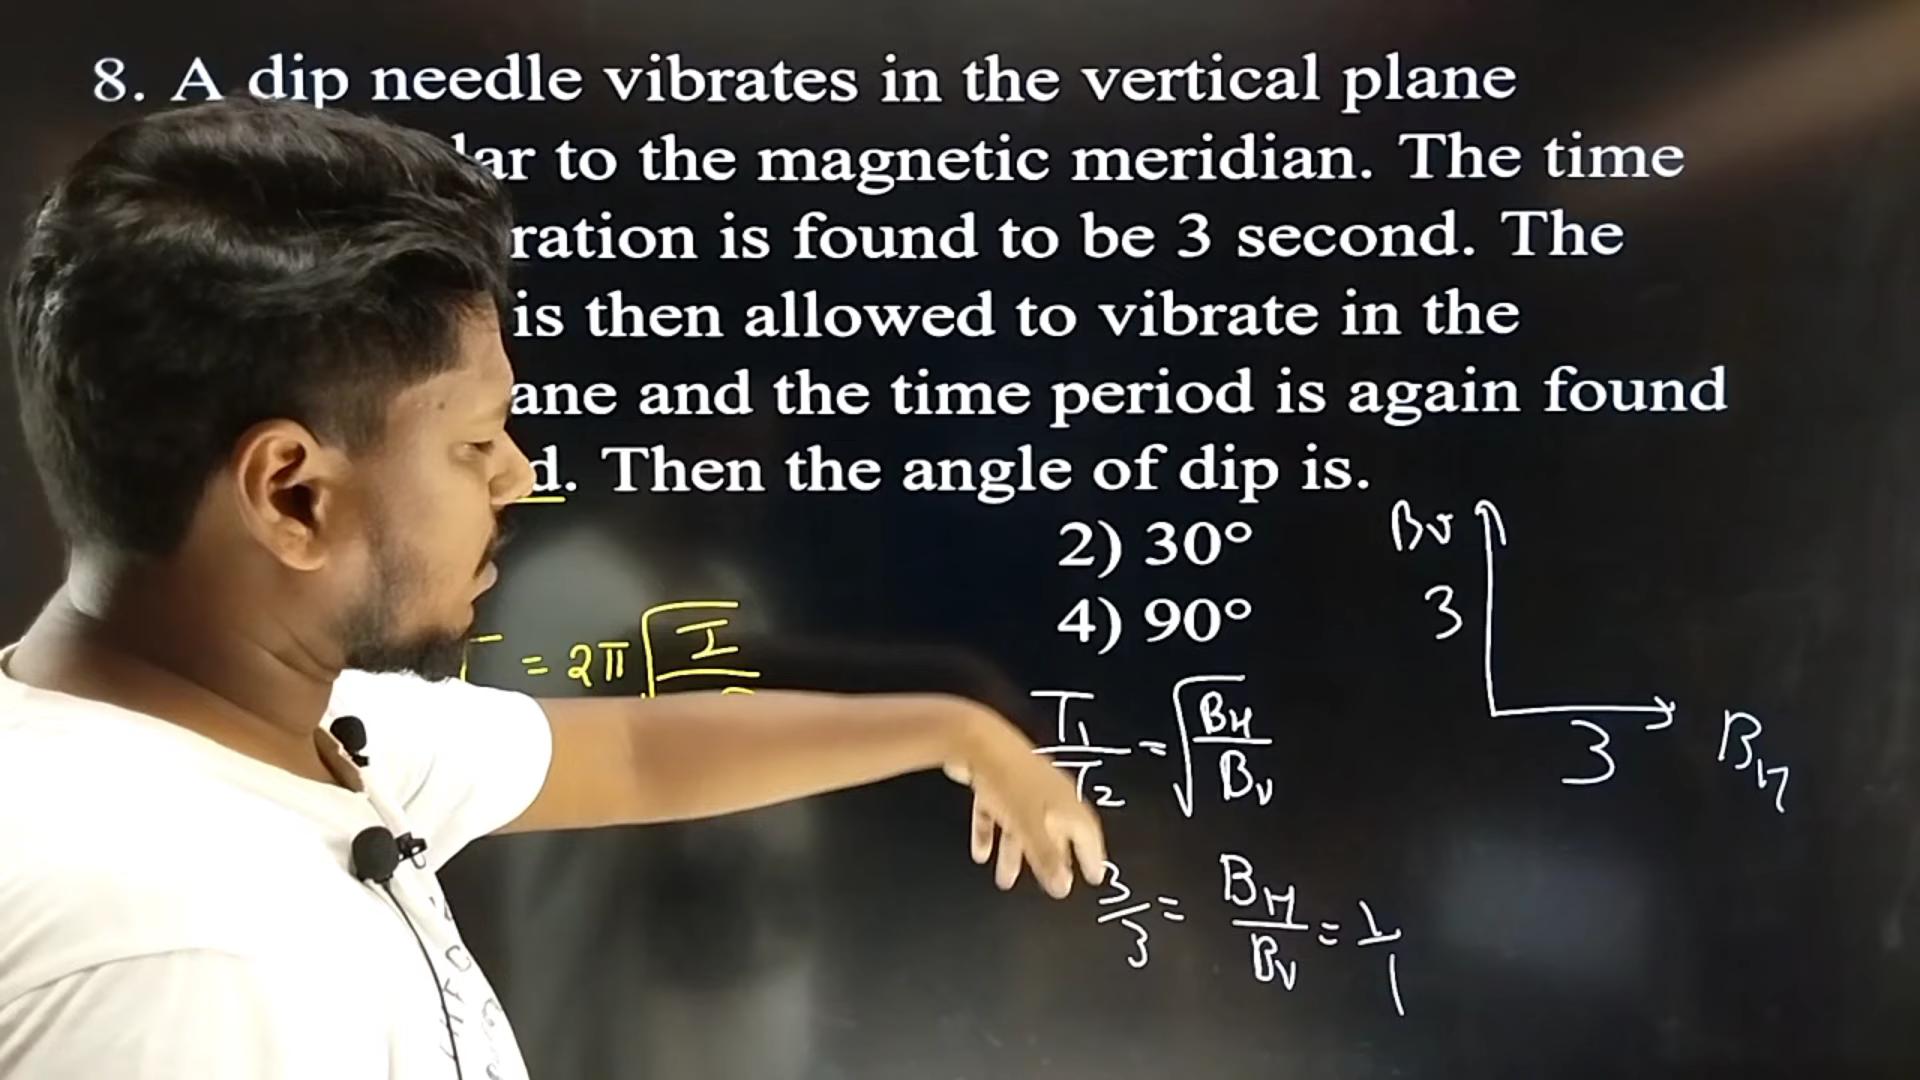 8. A dip needle vibrates in the vertical plane
lar to the magnetic meridian. The time
ration is found to be 3 second. The
is then allowed to vibrate in the
ane and the time period is again found
d. Then the angle of dip is.
2) 30°
4) 90°
Bv
3
3
BH
= 2π √ I
T1 / T2 = √ BH / BV
3/3 = BH/BV = 1/1